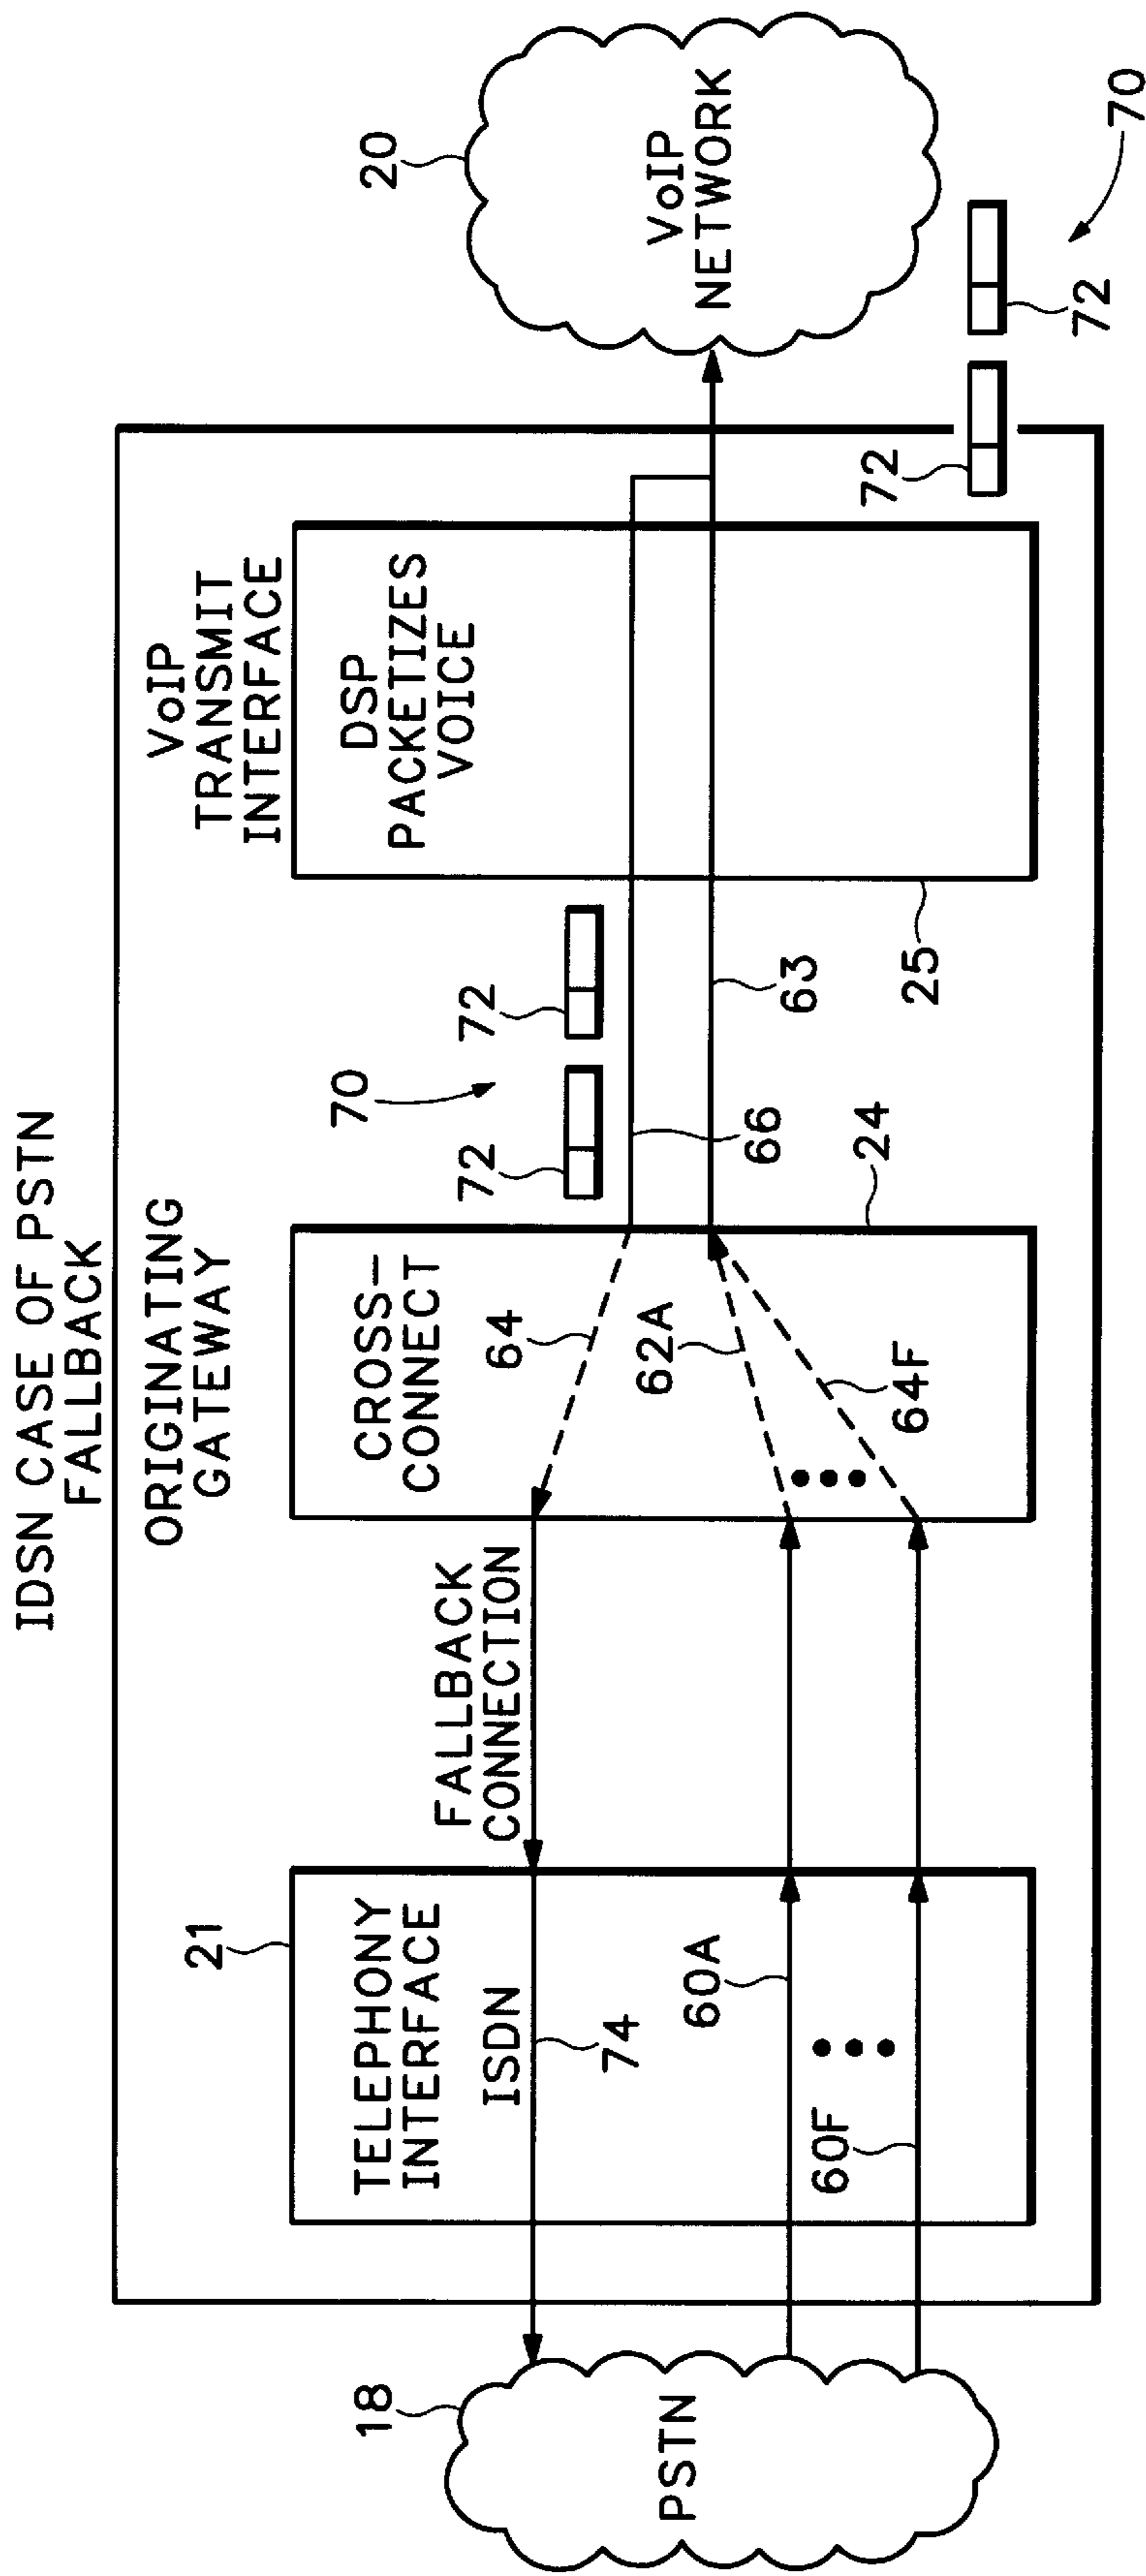 IDSN CASE OF PSTN
FALLBACK
ORIGINATING
GATEWAY
VoIP
TRANSMIT
INTERFACE
21
TELEPHONY
INTERFACE
ISDN
74
60A
60F
18
PSTN
FALLBACK
CONNECTION
CROSS-
CONNECT
64
62A
64F
24
70
72
72
66
63
25
DSP
PACKETIZES
VOICE
20
VoIP
NETWORK
72
72
70